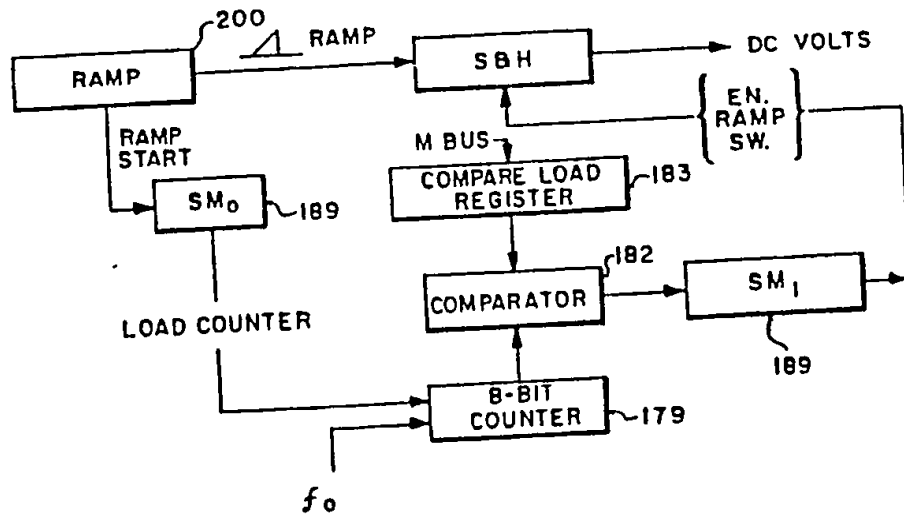 200
RAMP
RAMP
S&H
DC VOLTS
EN.
RAMP
SW.
RAMP
START
M BUS
COMPARE LOAD
REGISTER
183
SM0
189
182
COMPARATOR
SM1
189
LOAD COUNTER
8-BIT
COUNTER
179
fo